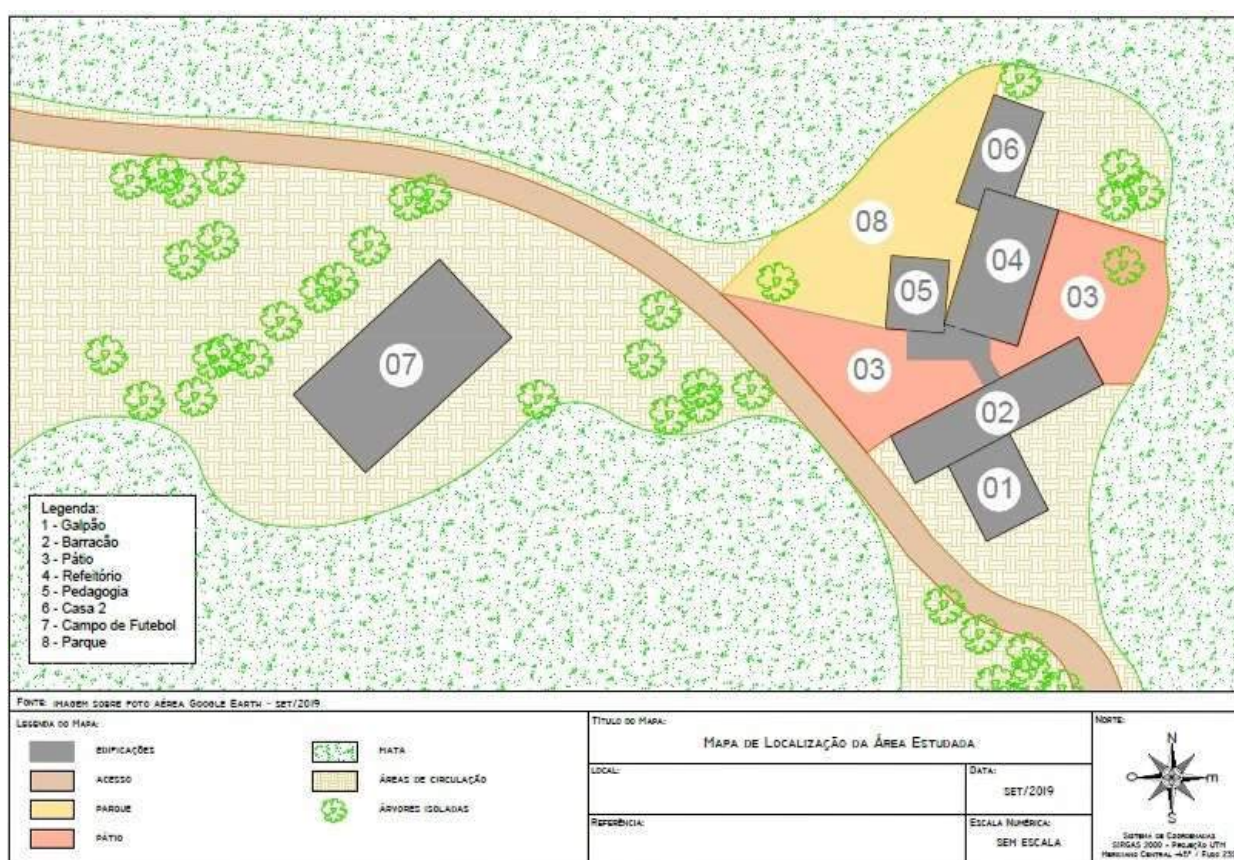 06
08
04
05
03
03
07
02
01
Legenda:
1 - Galpão
2 - Barracão
3 - Pátio
4 - Refeitório
5 - Pedagogia
6 - Casa 2
7 - Campo de Futebol
8 - Parque
FONTE: IMAGEM SOBRE FOTO AÉREA GOOGLE EARTH - SET/2019
LEGENDA DO MAPA:
EDIFICAÇÕES
ACESSO
PARQUE
PÁTIO
MATA
ÁREAS DE CIRCULAÇÃO
ÁRVORES ISOLADAS
TÍTULO DO MAPA:
MAPA DE LOCALIZAÇÃO DA ÁREA ESTUDADA
LOCAL:
DATA:
SET/2019
REFERÊNCIA:
ESCALA NUMÉRICA:
SEM ESCALA
NORTE:
N
O
E
S
SISTEMA DE COORDENADAS
SIRGAS 2000 - PROJEÇÃO UTM
MERIDIANO CENTRAL / FUSO